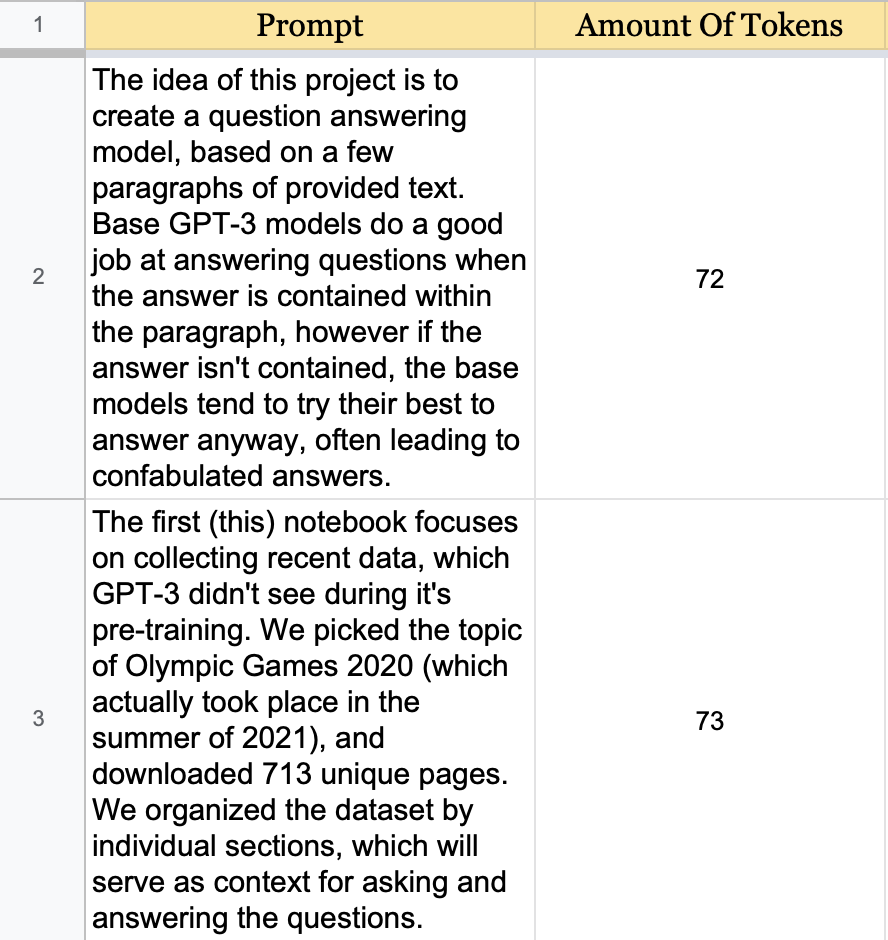 1
Prompt
Amount Of Tokens
2
The idea of this project is to
create a question answering
model, based on a few
paragraphs of provided text.
Base GPT-3 models do a good
job at answering questions when
the answer is contained within
the paragraph, however if the
answer isn't contained, the base
models tend to try their best to
answer anyway, often leading to
confabulated answers.
72
3
The first (this) notebook focuses
on collecting recent data, which
GPT-3 didn't see during it's
pre-training. We picked the topic
of Olympic Games 2020 (which
actually took place in the
summer of 2021), and
downloaded 713 unique pages.
We organized the dataset by
individual sections, which will
serve as context for asking and
answering the questions.
73